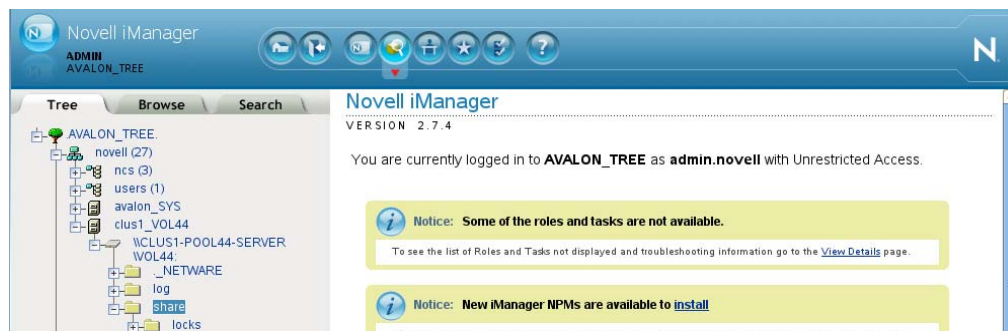 Novell iManager
ADMIN
AVALON_TREE
N
Tree Browse Search
AVALON_TREE.
novell (27)
ncs (3)
users (1)
avalon_SYS
clus1_VOL44
\\CLUS1-POOL44-SERVER
\VOL44:
._NETWARE
log
share
locks
Novell iManager
VERSION 2.7.4
You are currently logged in to AVALON_TREE as admin.novell with Unrestricted Access.
Notice: Some of the roles and tasks are not available.
To see the list of Roles and Tasks not displayed and troubleshooting information go to the View Details page.
Notice: New iManager NPMs are available to install